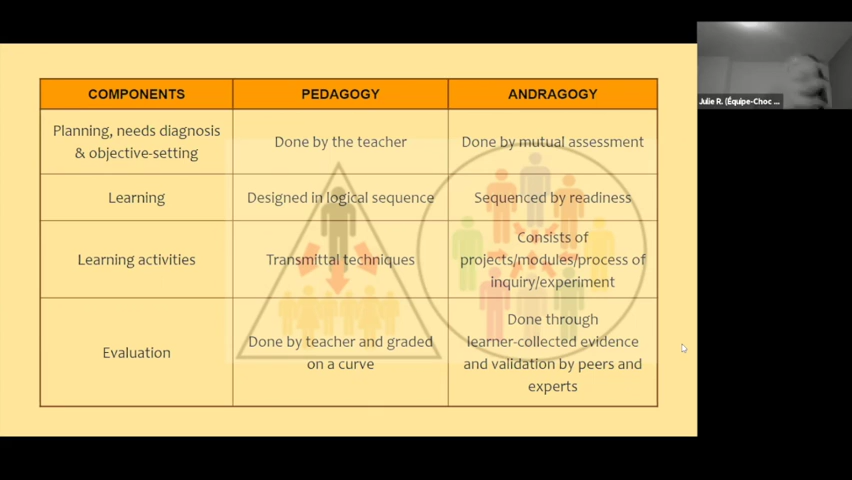 COMPONENTS
PEDAGOGY
ANDRAGOGY
Planning, needs diagnosis
& objective-setting
Done by the teacher
Done by mutual assessment
Learning
Designed in logical sequence
Sequenced by readiness
Learning activities
Transmittal techniques
Consists of
projects/modules/process of
inquiry/experiment
Evaluation
Done by teacher and graded
on a curve
Done through
learner-collected evidence
and validation by peers and
experts
Julie R. (Équipe-Choc ...